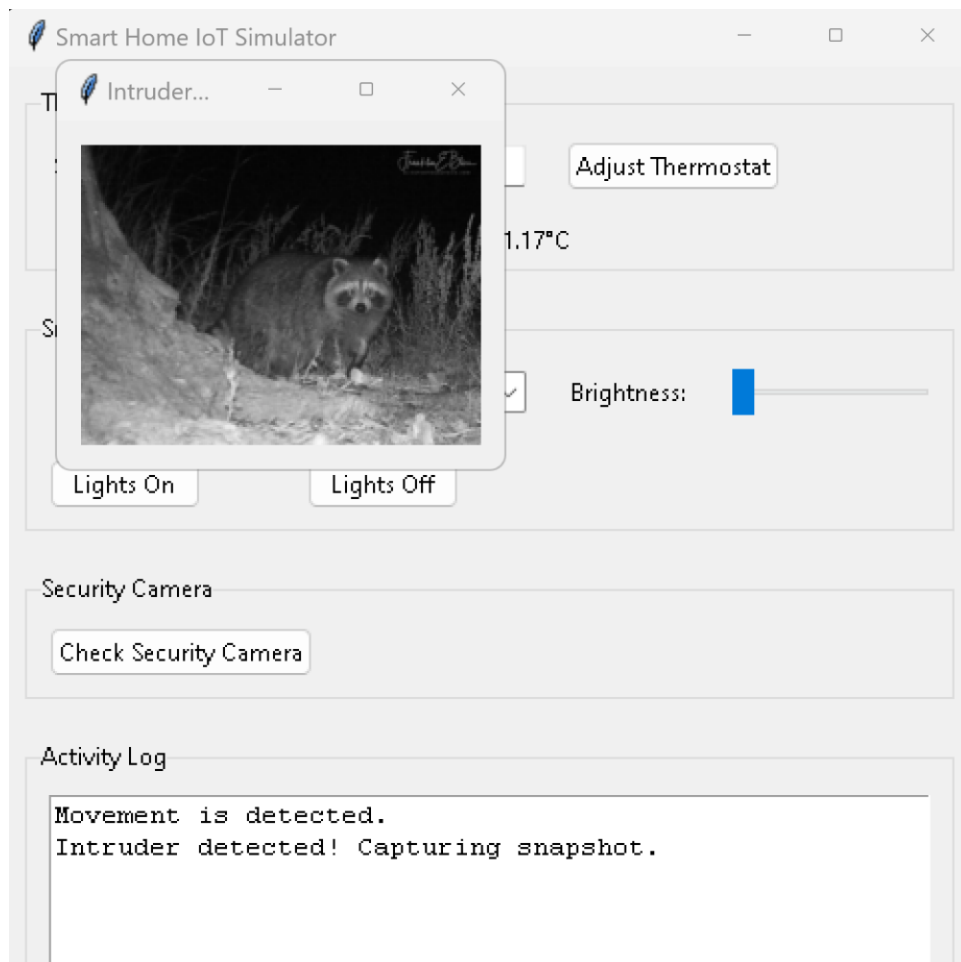 Smart Home IoT Simulator
Intruder...
Adjust Thermostat
1.17°C
Brightness:
Lights On
Lights Off
Security Camera
Check Security Camera
Activity Log
Movement is detected.
Intruder detected! Capturing snapshot.